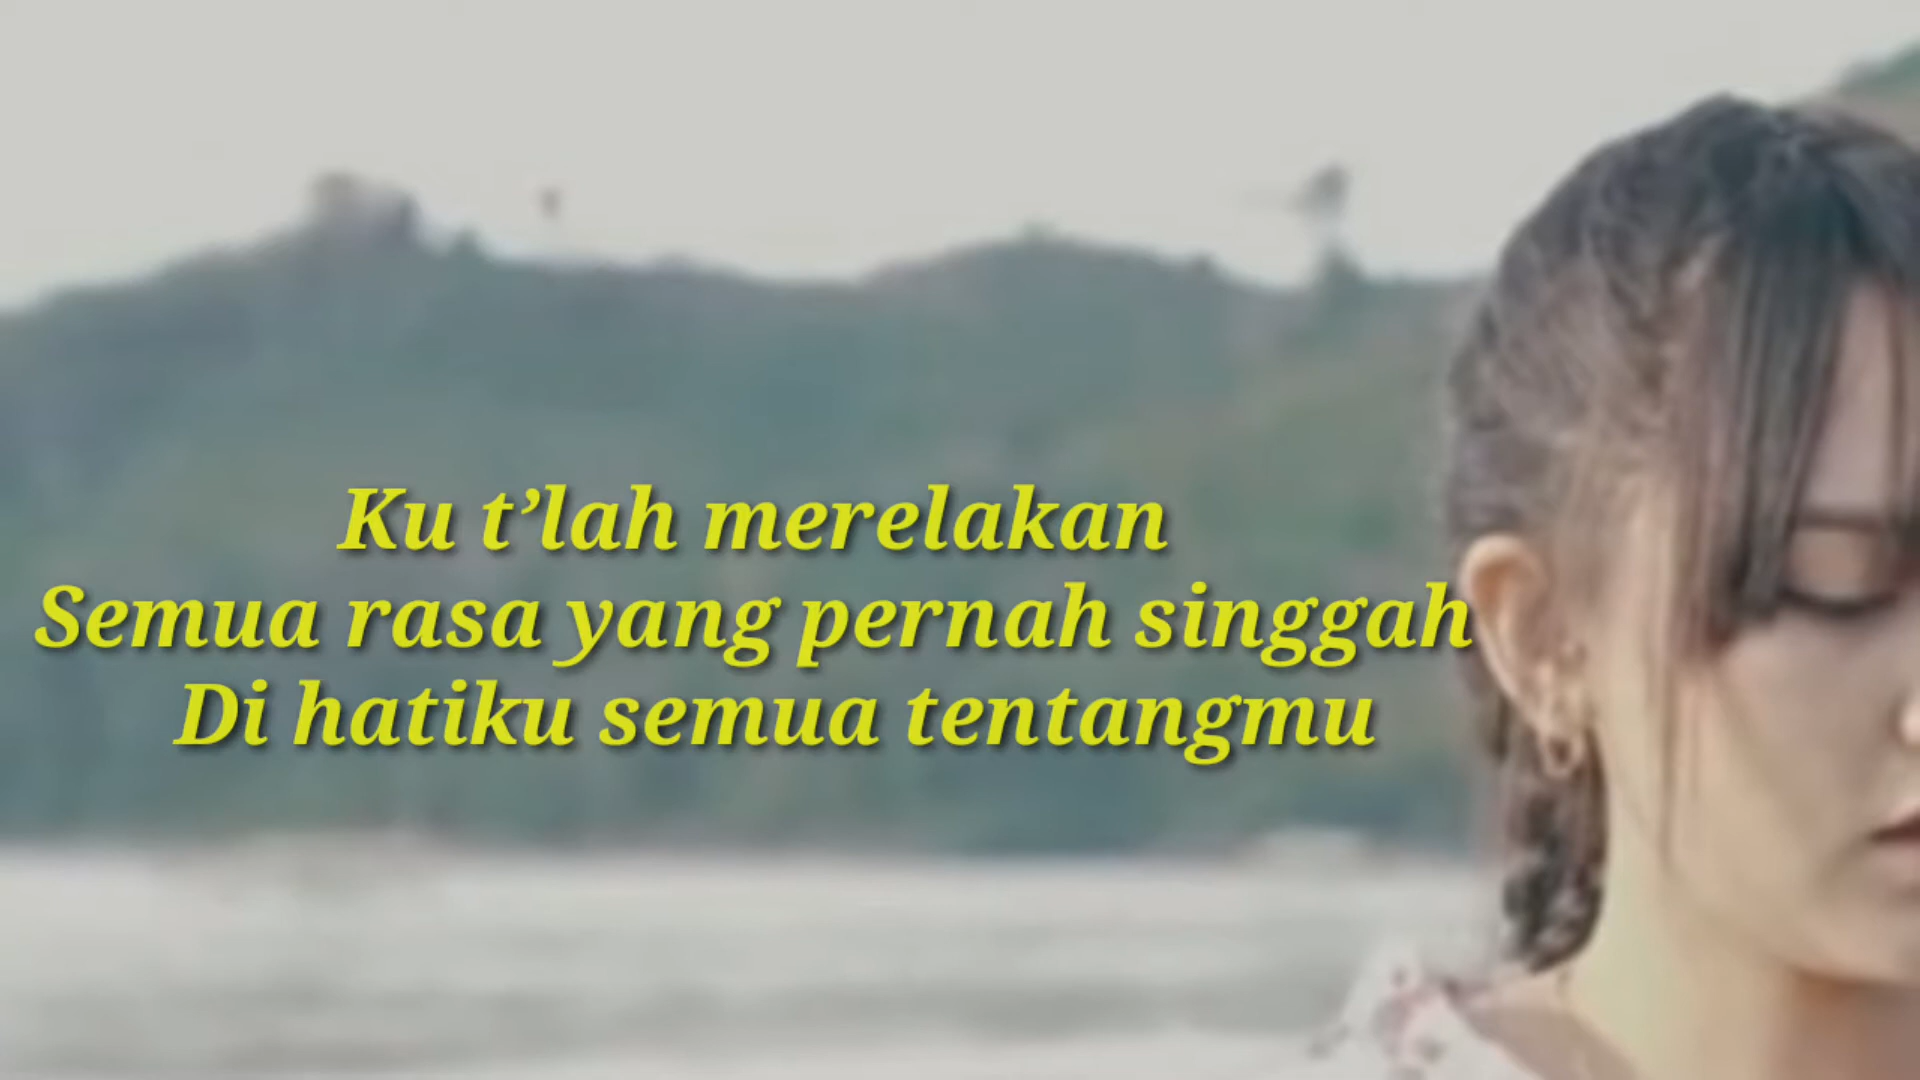 Ku t’lah merelakan
Semua rasa yang pernah singgah
Di hatiku semua tentangmu